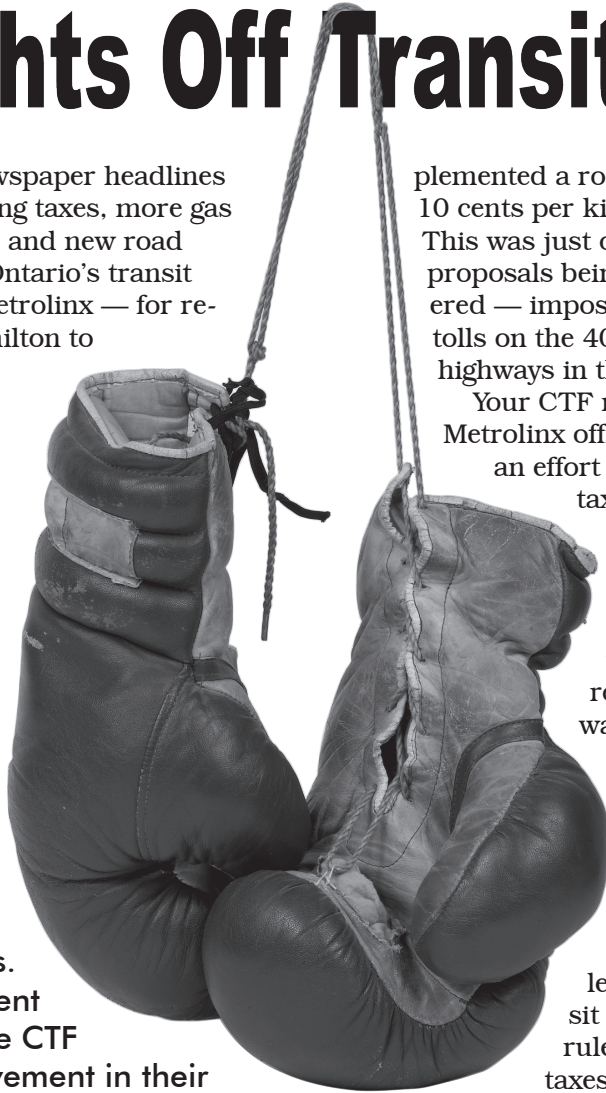 hts Off Transit
wspaper headlines
ng taxes, more gas
and new road
Ontario's transit
etrolinx — for re-
ilton to
s.
ent
e CTF
vement in their
plemented a ro
10 cents per ki
This was just o
proposals bein
ered — impos
tolls on the 40
highways in t
Your CTF r
Metrolinx off
an effort
tax
re
wa
le
sit
rule
taxes